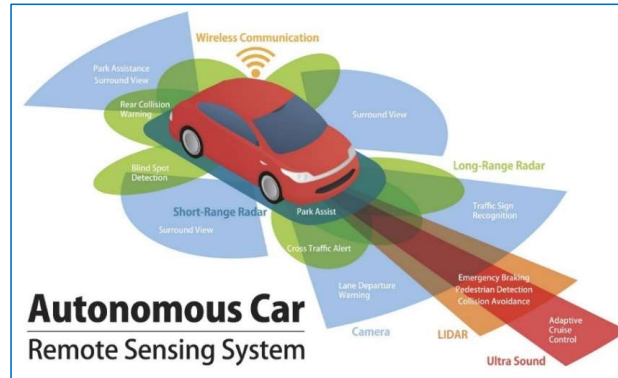 Wireless Communication
Park Assistance
Surround View
Rear Collision
Warning
Surround View
Blind Spot
Detection
Long-Range Radar
Short-Range Radar
Park Assist
Traffic Sign
Recognition
Surround View
Cross Traffic Alert
Lane Departure
Warning
Emergency Braking
Pedestrian Detection
Collision Avoidance
Autonomous Car
Remote Sensing System
Camera
LIDAR
Adaptive
Cruise
Control
Ultra Sound